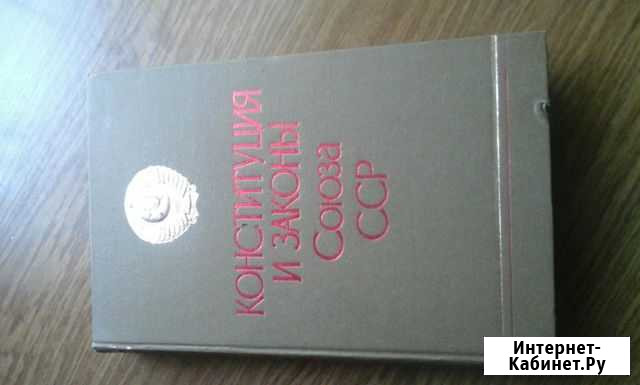 КОНСТИТУЦИЯ
И ЗАКОНЫ
Союза
ССР
Интернет-
Кабинет.Ру